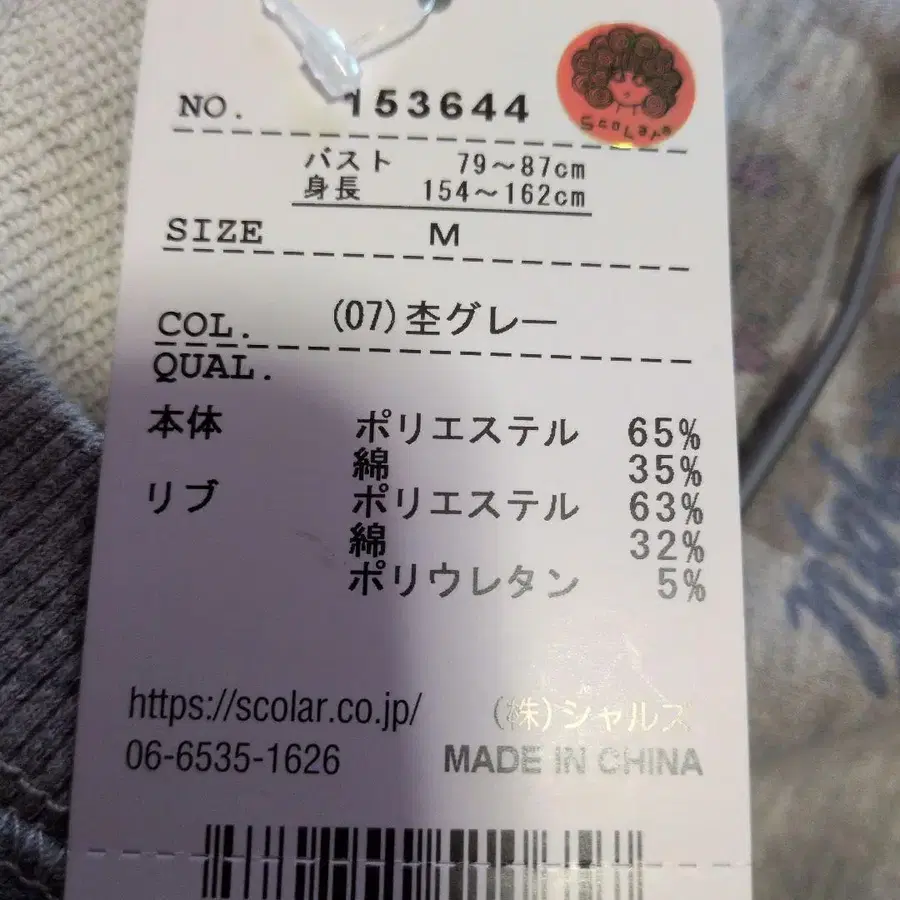 NO. 153644
ScoLar
バスト 79～87cm
身長 154～162cm
SIZE M
COL. (07)杢グレー
QUAL.
本体 ポリエステル 65%
綿 35%
リブ ポリエステル 63%
綿 32%
ポリウレタン 5%
https://scolar.co.jp/ (株)シャルズ
06-6535-1626 MADE IN CHINA